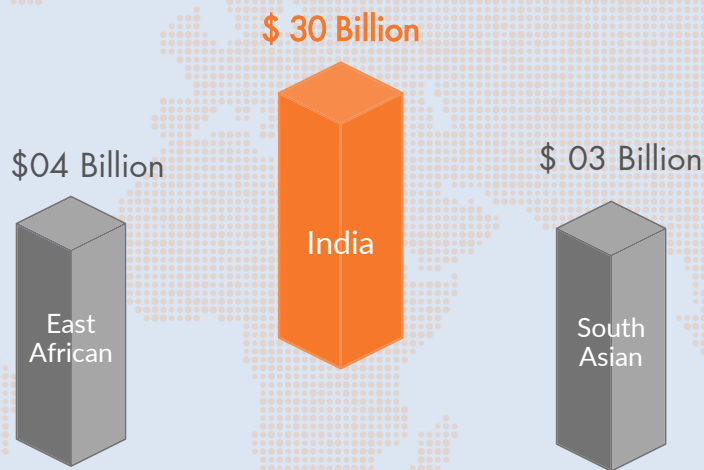 $ 30 Billion
$04 Billion
$ 03 Billion
India
East
African
South
Asian